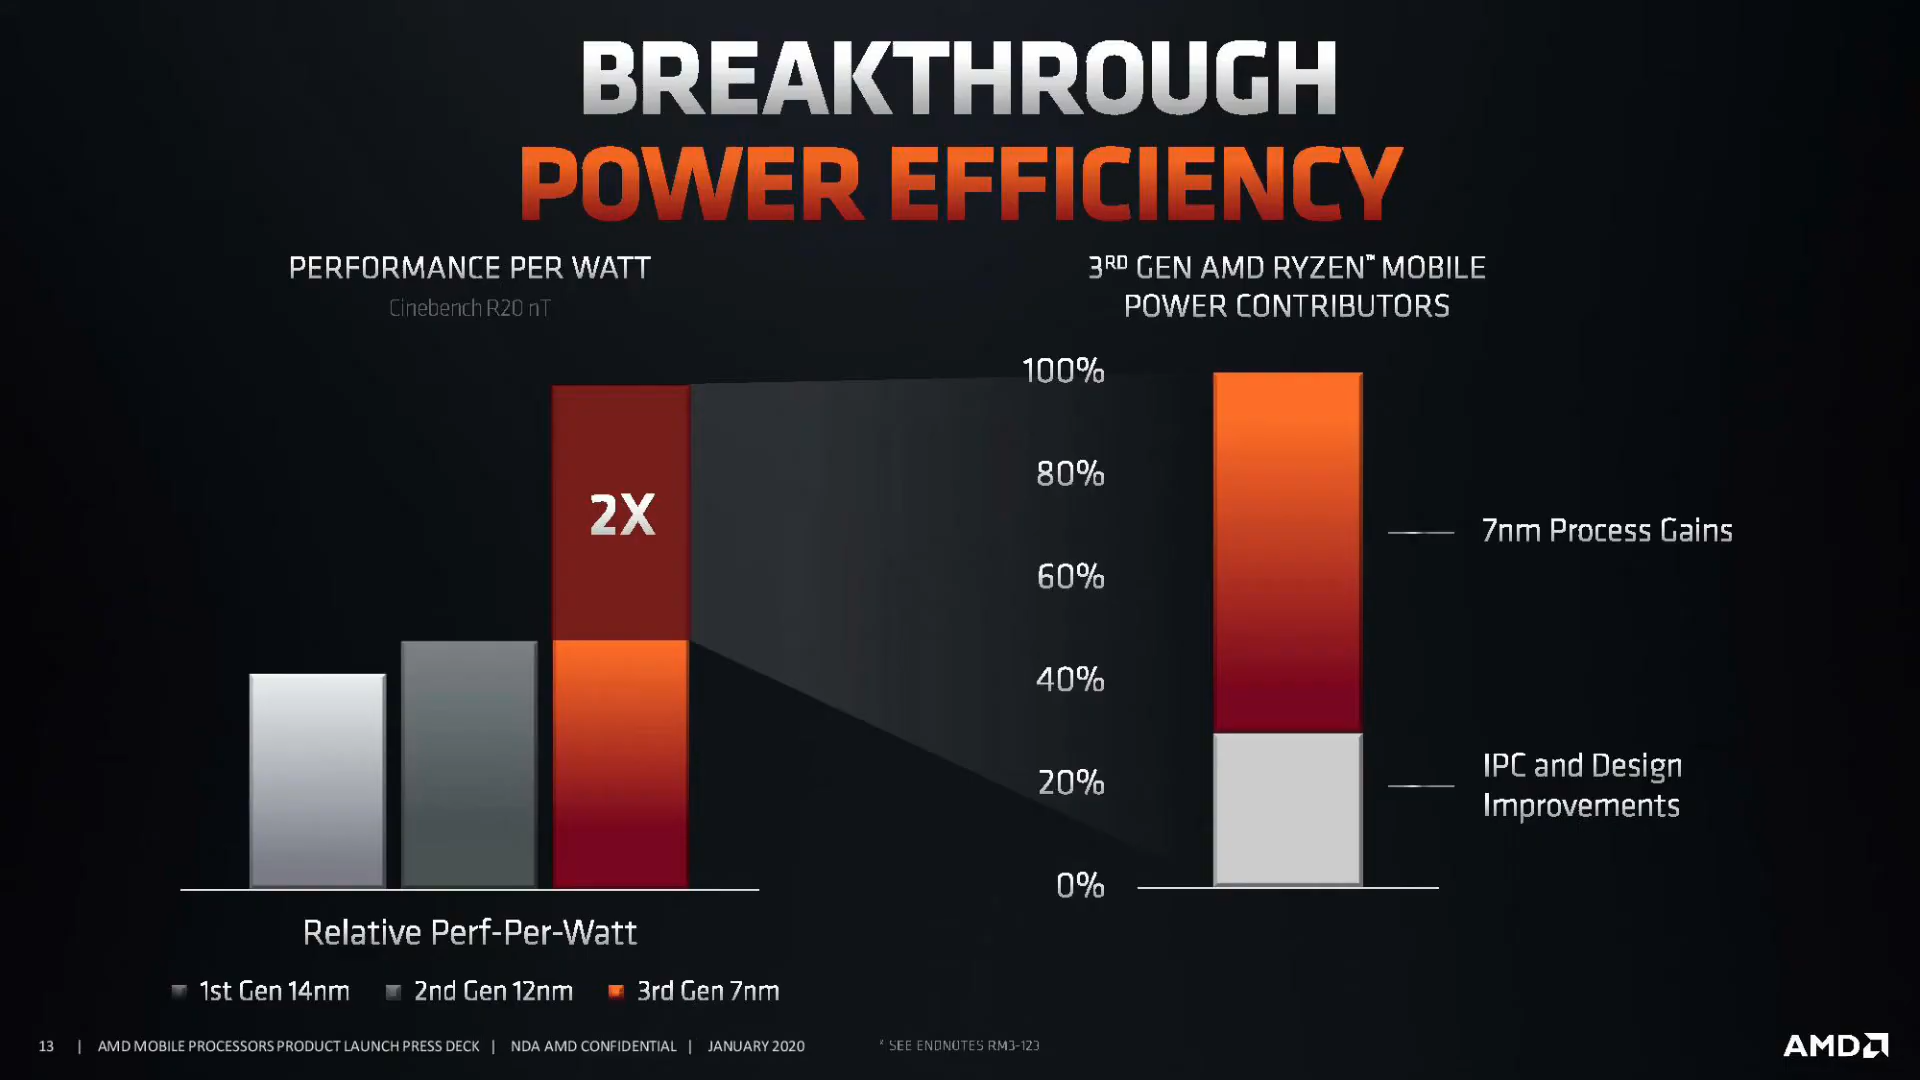 BREAKTHROUGH
POWER EFFICIENCY
PERFORMANCE PER WATT
Cinebench R20 nT
2X
Relative Perf-Per-Watt
1st Gen 14nm
2nd Gen 12nm
3rd Gen 7nm
3RD GEN AMD RYZEN™ MOBILE
POWER CONTRIBUTORS
100%
80%
60%
40%
20%
0%
7nm Process Gains
IPC and Design
Improvements
13 | AMD MOBILE PROCESSORS PRODUCT LAUNCH PRESS DECK | NDA AMD CONFIDENTIAL | JANUARY 2020
* SEE ENDNOTES RM3-123
AMD